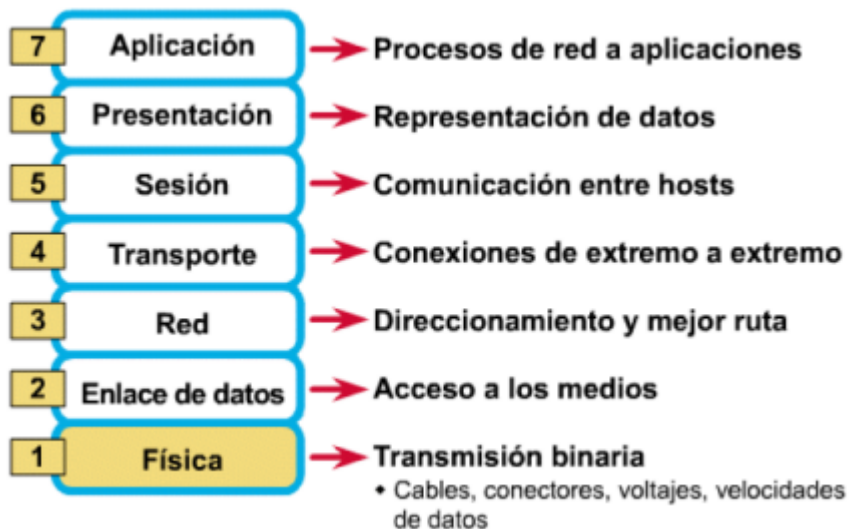 7 Aplicación Procesos de red a aplicaciones
6 Presentación Representación de datos
5 Sesión Comunicación entre hosts
4 Transporte Conexiones de extremo a extremo
3 Red Direccionamiento y mejor ruta
2 Enlace de datos Acceso a los medios
1 Física Transmisión binaria
• Cables, conectores, voltajes, velocidades
de datos